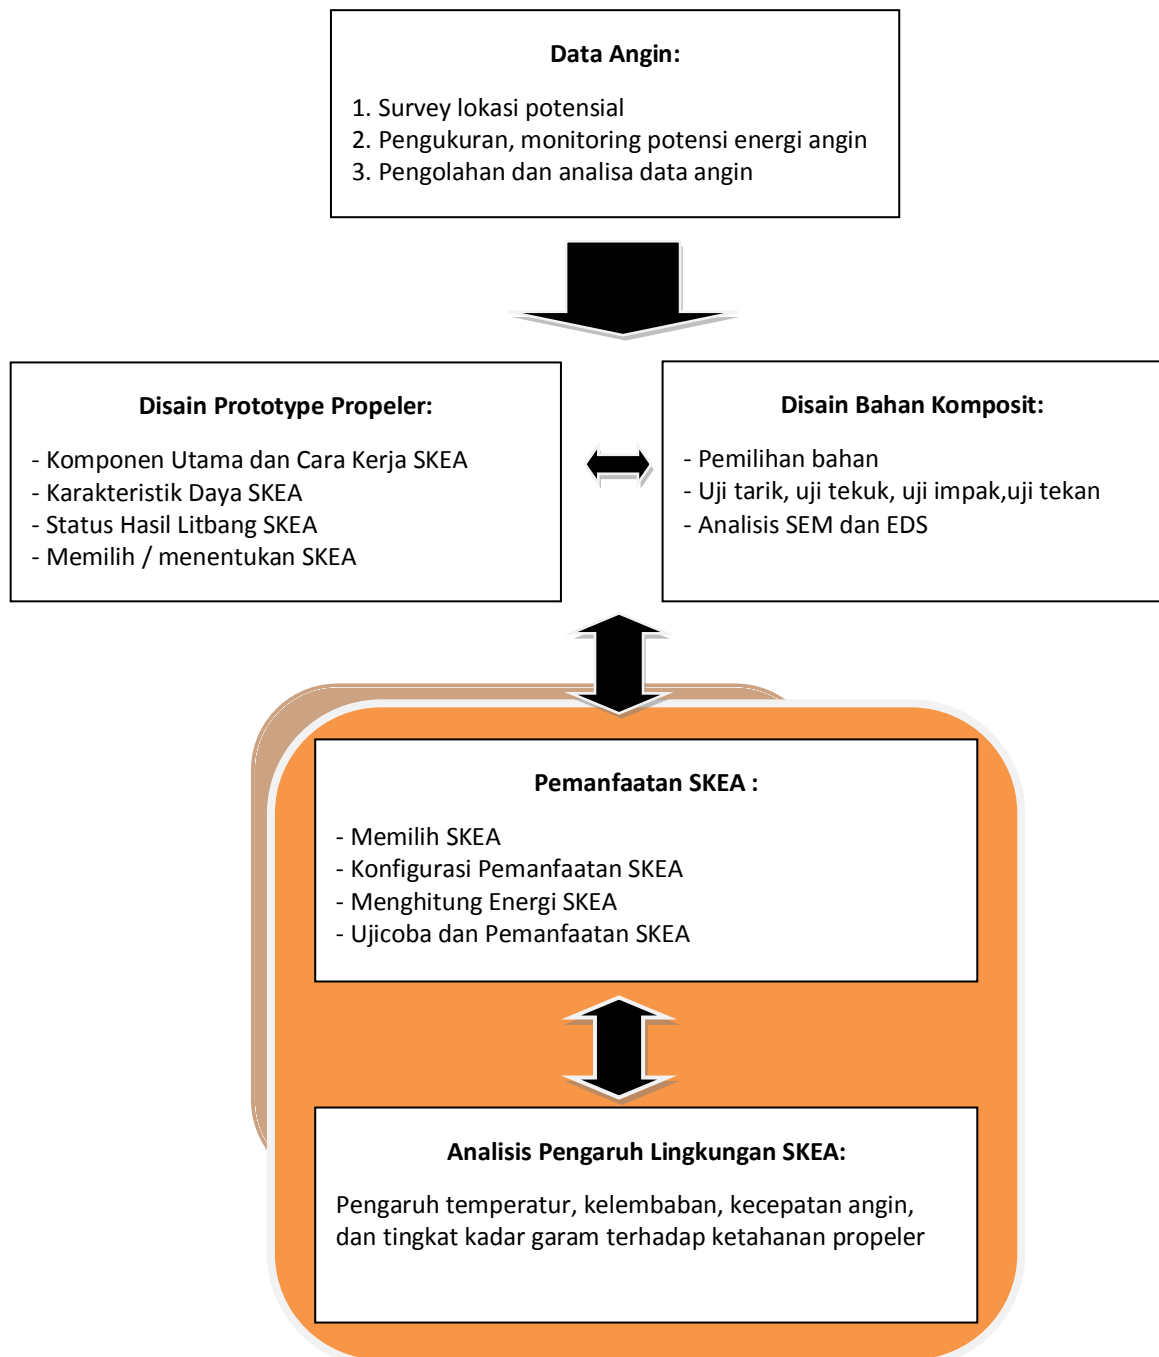 Data Angin:
1. Survey lokasi potensial
2. Pengukuran, monitoring potensi energi angin
3. Pengolahan dan analisa data angin
Disain Prototype Propeler:
- Komponen Utama dan Cara Kerja SKEA
- Karakteristik Daya SKEA
- Status Hasil Litbang SKEA
- Memilih / menentukan SKEA
Disain Bahan Komposit:
- Pemilihan bahan
- Uji tarik, uji tekuk, uji impak,uji tekan
- Analisis SEM dan EDS
Pemanfaatan SKEA :
- Memilih SKEA
- Konfigurasi Pemanfaatan SKEA
- Menghitung Energi SKEA
- Ujicoba dan Pemanfaatan SKEA
Analisis Pengaruh Lingkungan SKEA:
Pengaruh temperatur, kelembaban, kecepatan angin,
dan tingkat kadar garam terhadap ketahanan propeler